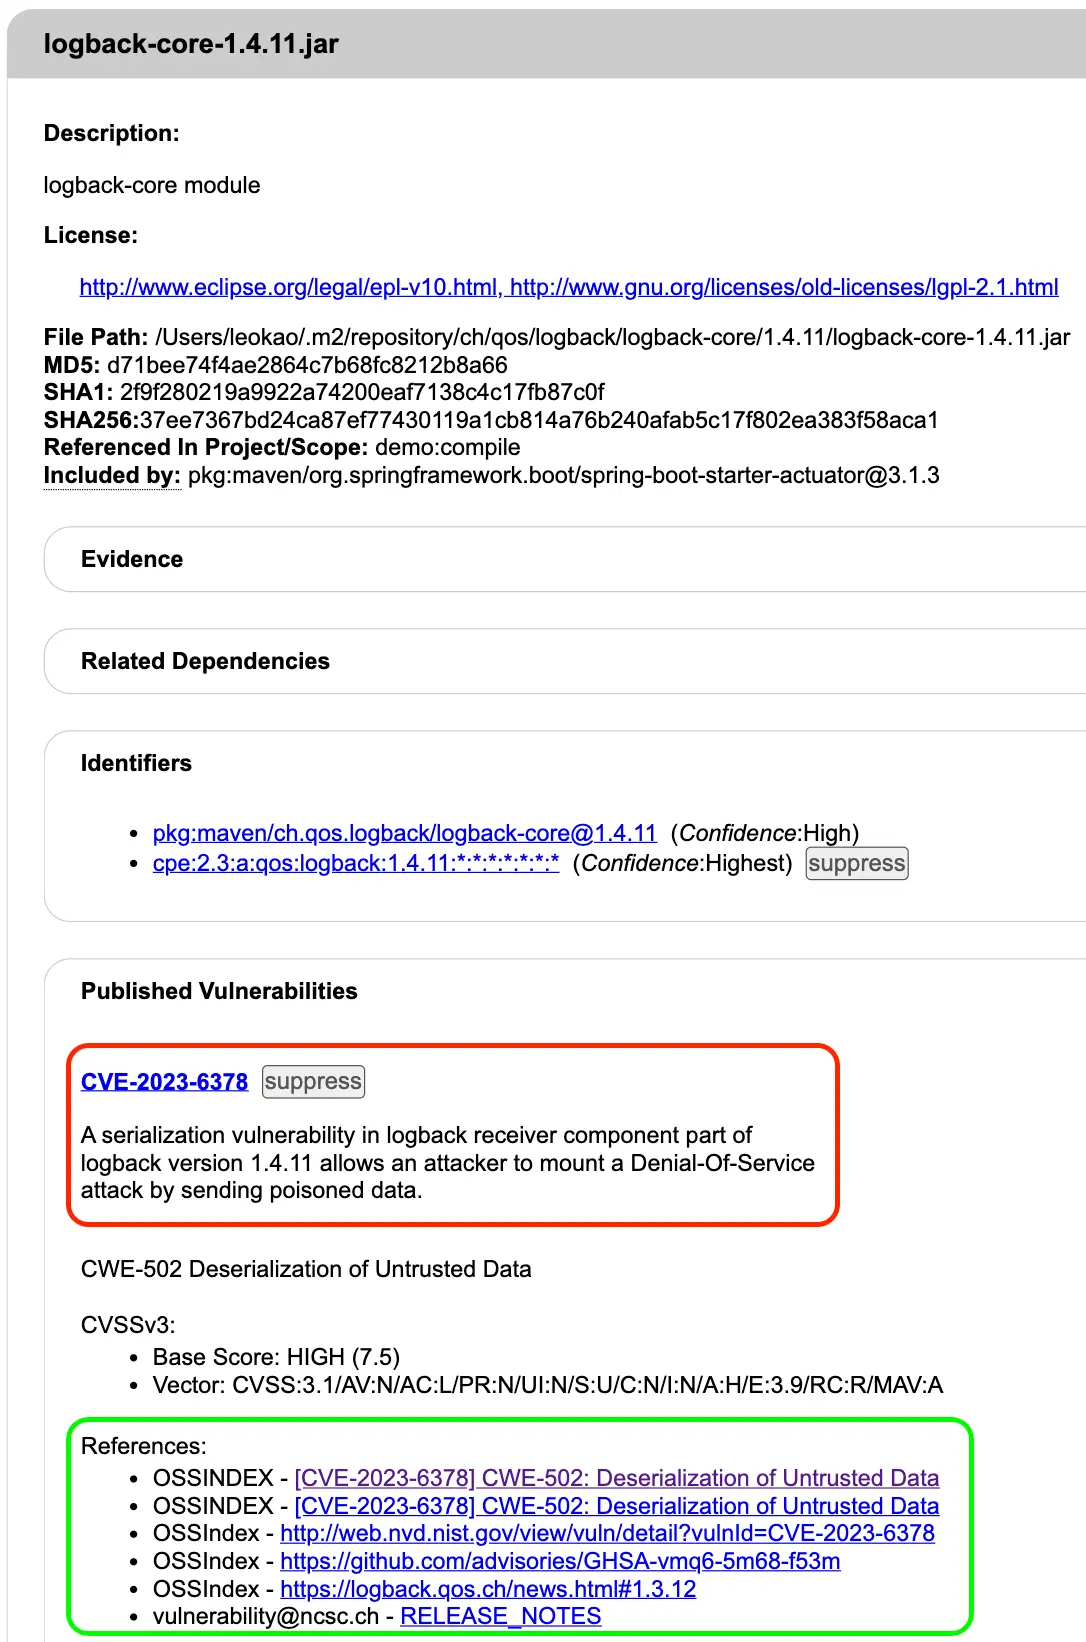 logback-core-1.4.11.jar
Description:
logback-core module
License:
http://www.eclipse.org/legal/epl-v10.html, http://www.gnu.org/licenses/old-licenses/lgpl-2.1.html
File Path: /Users/leokao/.m2/repository/ch/qos/logback/logback-core/1.4.11/logback-core-1.4.11.jar
MD5: d71bee74f4ae2864c7b68fc8212b8a66
SHA1: 2f9f280219a9922a74200eaf7138c4c17fb87c0f
SHA256:37ee7367bd24ca87ef77430119a1cb814a76b240afab5c17f802ea383f58aca1
Referenced In Project/Scope: demo:compile
Included by: pkg:maven/org.springframework.boot/spring-boot-starter-actuator@3.1.3
Evidence
Related Dependencies
Identifiers
• pkg:maven/ch.qos.logback/logback-core@1.4.11 (Confidence:High)
• cpe:2.3:a:qos:logback:1.4.11:*:*:*:*:*:*:* (Confidence:Highest) suppress
Published Vulnerabilities
CVE-2023-6378 suppress
A serialization vulnerability in logback receiver component part of
logback version 1.4.11 allows an attacker to mount a Denial-Of-Service
attack by sending poisoned data.
CWE-502 Deserialization of Untrusted Data
CVSSv3:
• Base Score: HIGH (7.5)
• Vector: CVSS:3.1/AV:N/AC:L/PR:N/UI:N/S:U/C:N/I:N/A:H/E:3.9/RC:R/MAV:A
References:
• OSSINDEX - [CVE-2023-6378] CWE-502: Deserialization of Untrusted Data
• OSSINDEX - [CVE-2023-6378] CWE-502: Deserialization of Untrusted Data
• OSSIndex - http://web.nvd.nist.gov/view/vuln/detail?vulnId=CVE-2023-6378
• OSSIndex - https://github.com/advisories/GHSA-vmq6-5m68-f53m
• OSSIndex - https://logback.qos.ch/news.html#1.3.12
• vulnerability@ncsc.ch - RELEASE_NOTES